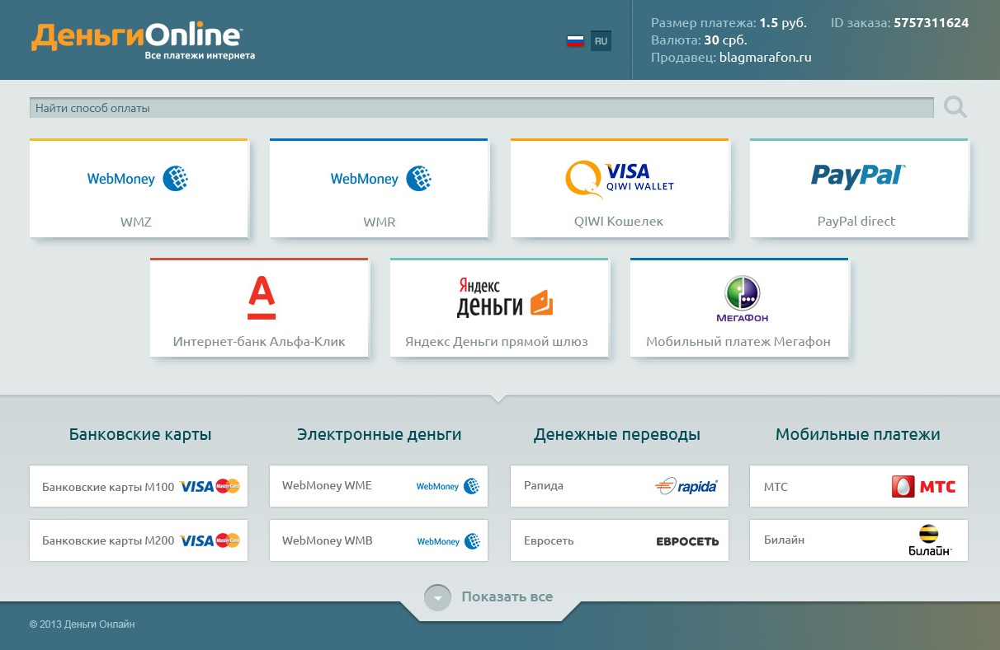 ДеньгиOnline™
Все платежи интернета
RU
Размер платежа: 1.5 руб.
ID заказа: 5757311624
Валюта: 30 срб.
Продавец: blagmarafon.ru
Найти способ оплаты
WebMoney
WMZ
WebMoney
WMR
VISA
QIWI WALLET
QIWI Кошелек
PayPal™
PayPal direct
А
Интернет-банк Альфа-Клик
Яндекс
деньги
Яндекс Деньги прямой шлюз
МЕГАФОН
Мобильный платеж Мегафон
Банковские карты
Электронные деньги
Денежные переводы
Мобильные платежи
Банковские карты M100 VISA MasterCard
WebMoney WME WebMoney
Рапида rapida®
МТС МТС
Банковские карты M200 VISA MasterCard
WebMoney WMB WebMoney
Евросеть ЕВРОСЕТЬ
Билайн Билайн®
Показать все
© 2013 Деньги Онлайн